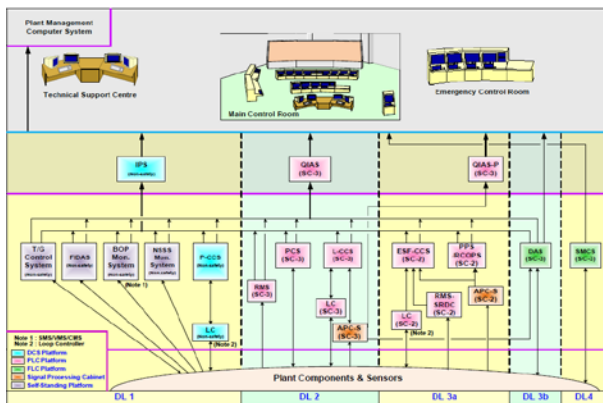 Plant Management
Computer System
Technical Support Centre
Main Control Room
Emergency Control Room
IPS
(Non-safety)
QIAS
(SC-3)
QIAS-P
(SC-3)
T/G
Control
System
(Non-safety)
FIDAS
(Non-safety)
BOP
Mon.
System
(Non-safety)
(Note 1)
NSSS
Mon.
System
(Non-safety)
P-CCS
(Non-safety)
LC
(Non-safety)
(Note 2)
RMS
(SC-3)
PCS
(SC-3)
L-CCS
(SC-3)
LC
(SC-3)
APC-S
(SC-3)
ESF-CCS
(SC-2)
PPS
/RCOPS
(SC-2)
LC
(SC-2)
(Note 2)
RMS-
SRDC
(SC-2)
APC-S
(SC-2)
DAS
(SC-3)
SMCS
(SC-3)
Note 1 : SMS/VMS/CMS
Note 2 : Loop Controller
DCS Platform
PLC Platform
FLC Platform
Signal Processing Cabinet
Self-Standing Platform
Plant Components & Sensors
DL 1
DL 2
DL 3a
DL 3b
DL4